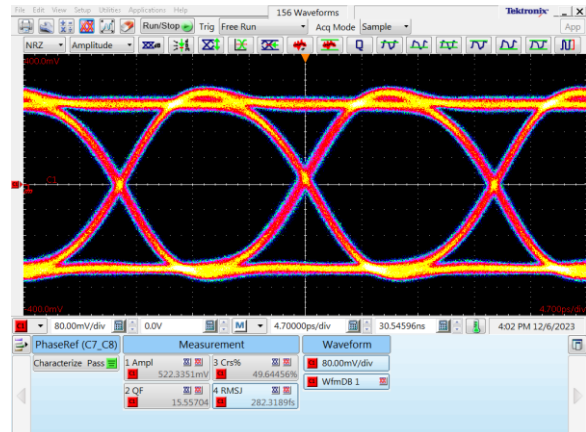 File Edit View Setup Utilities Applications Help
156 Waveforms
Tektronix
Run/Stop Trig Free Run Acq Mode Sample App
NRZ Amplitude Q
400.0mV
C1
-400.0mV
4.700ps/div
C1 80.00mV/div 0.0V M 4.70000ps/div 30.54596ns 4:02 PM 12/6/2023
PhaseRef (C7_C8) Measurement Waveform
Characterize Pass 1 Ampl 3 Crs% 80.00mV/div
522.3351mV 49.64456%
WfmDB 1
2 QF 4 RMSJ
15.55704 282.3189fs